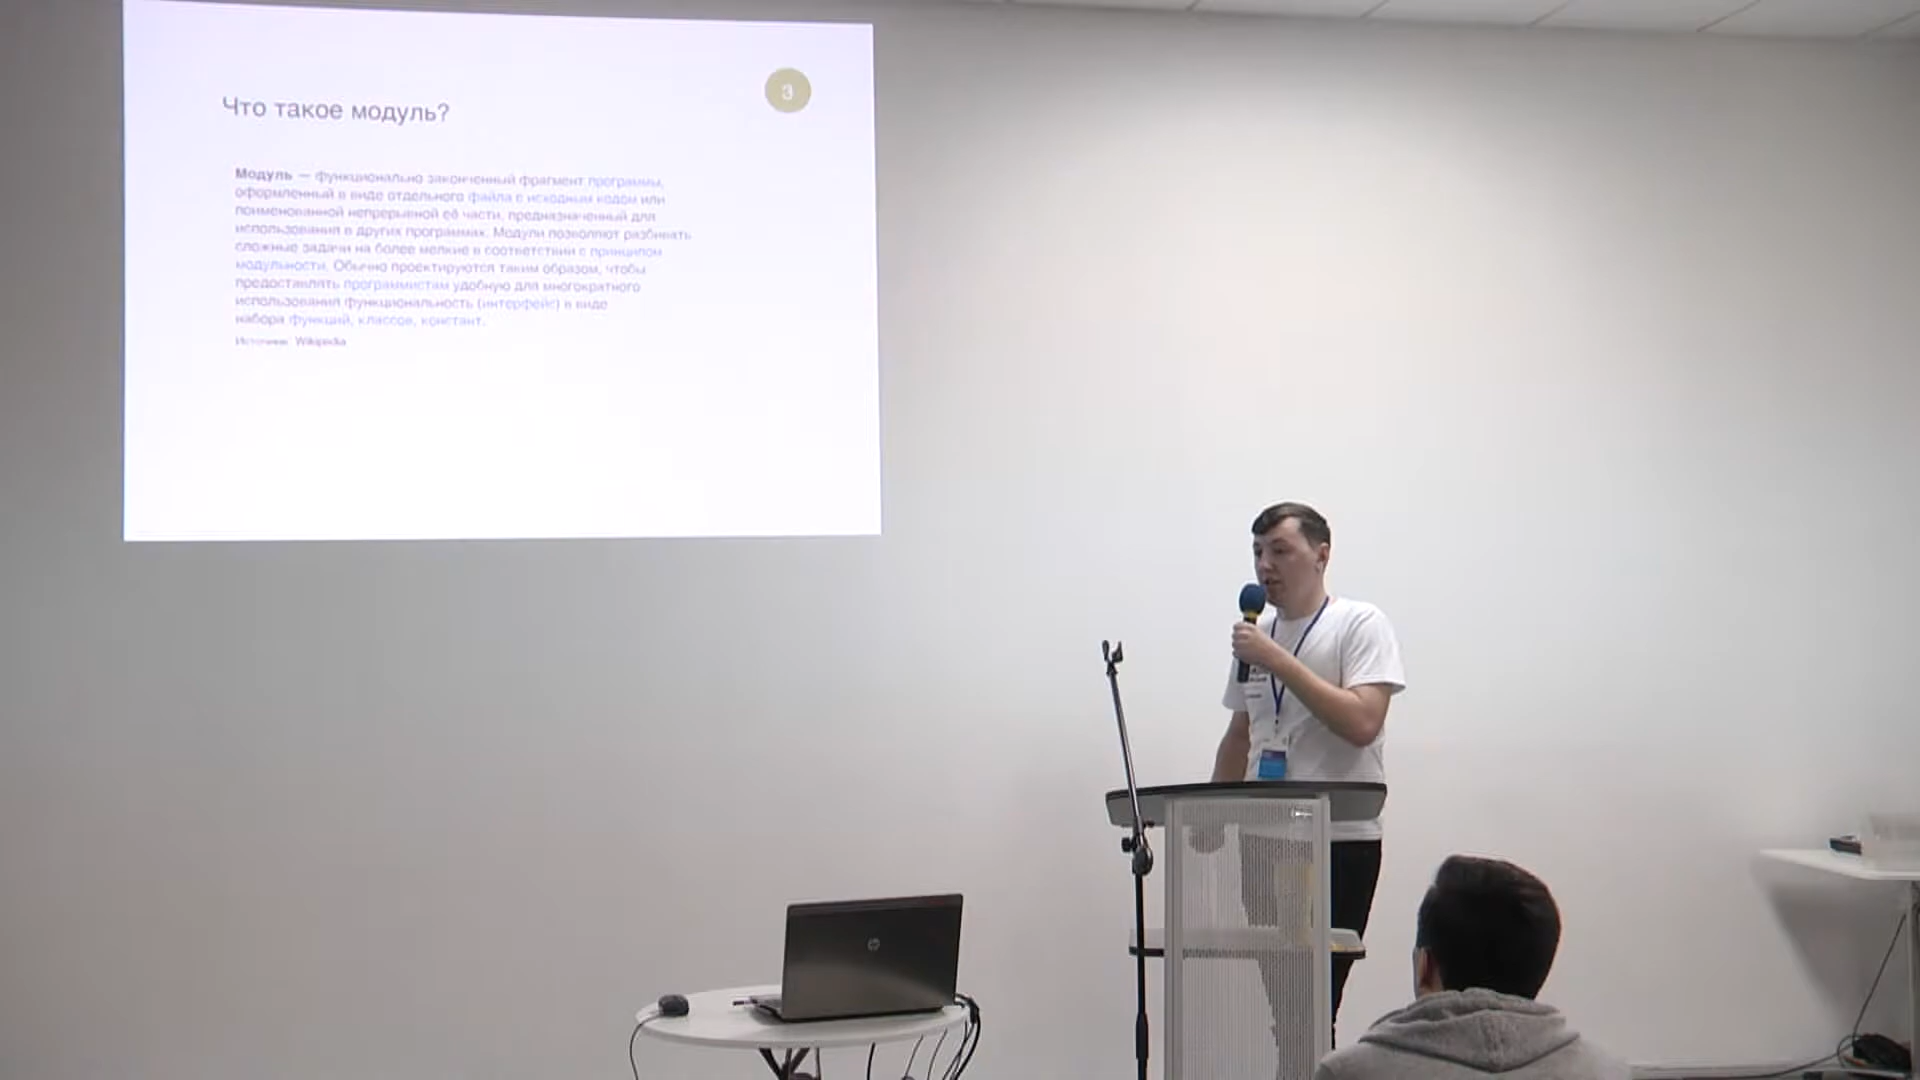 3
Что такое модуль?
Модуль — функционально законченный фрагмент программы,
оформленный в виде отдельного файла с исходным кодом или
поименованной непрерывной её части, предназначенный для
использования в других программах. Модули позволяют разбивать
сложные задачи на более мелкие в соответствии с принципом
модульности. Обычно проектируются таким образом, чтобы
предоставлять программистам удобную для многократного
использования функциональность (интерфейс) в виде
набора функций, классов, констант.
Источник: Wikipedia
hp